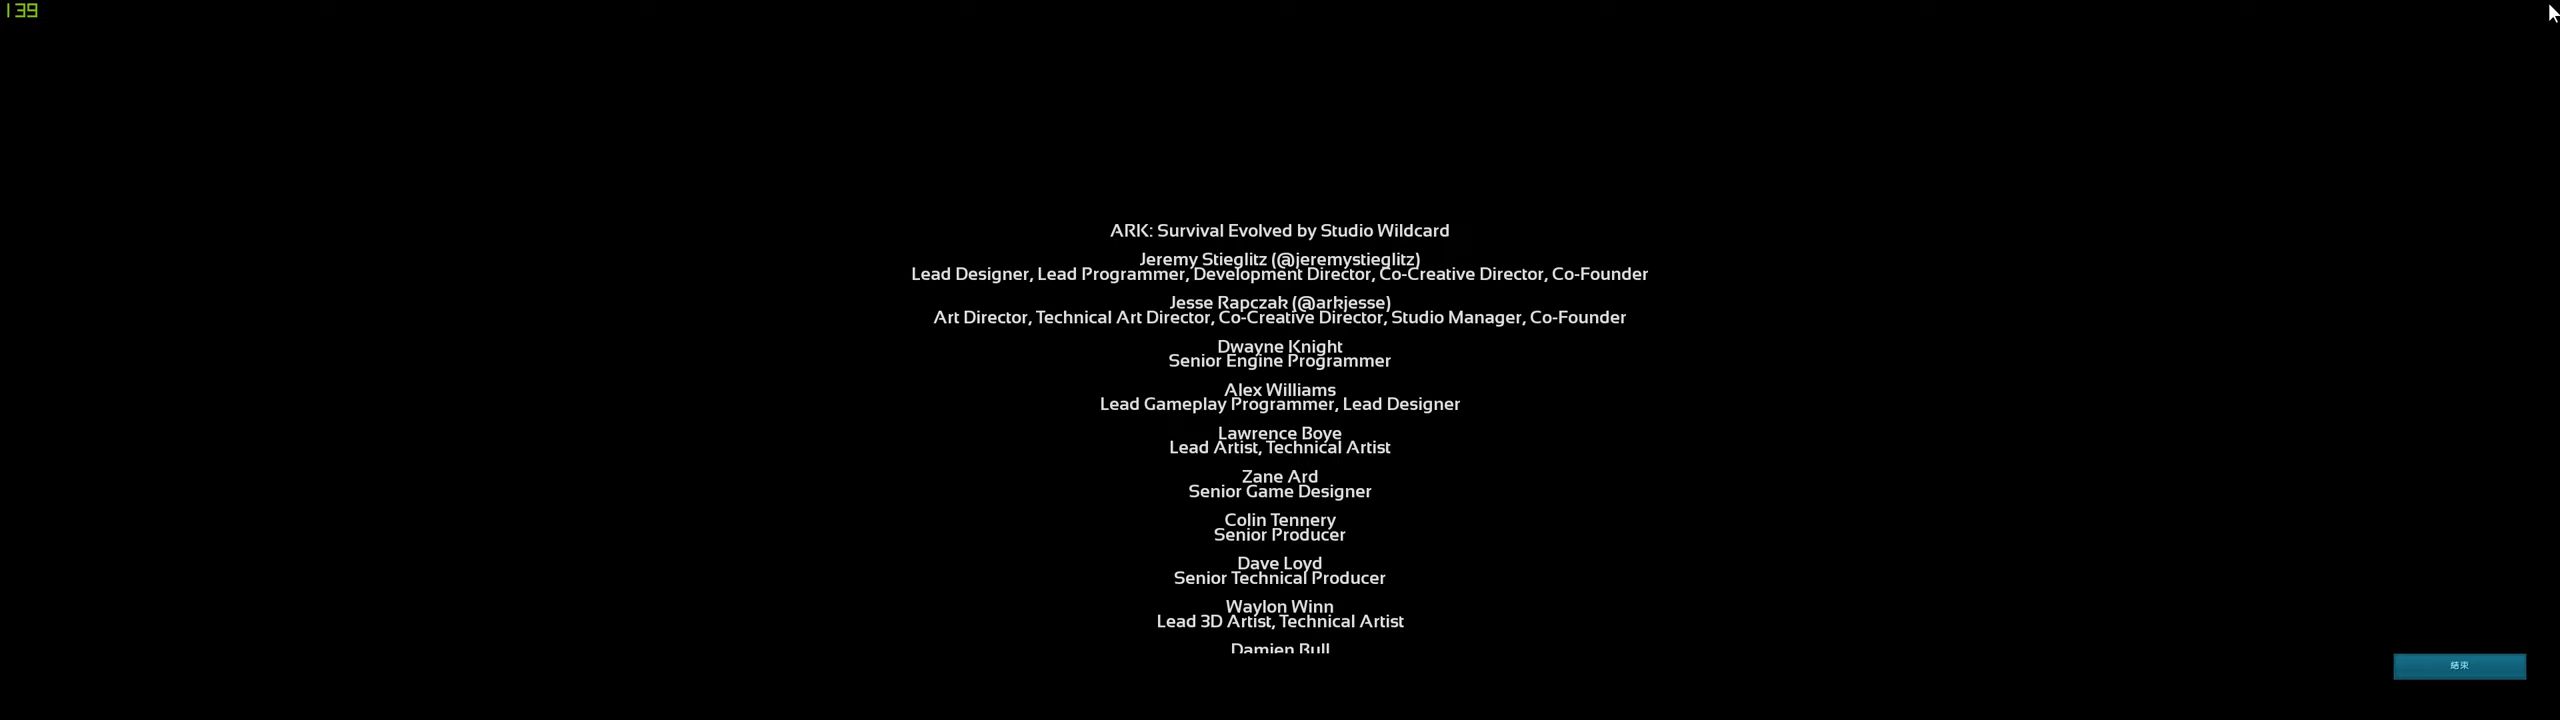 139
ARK: Survival Evolved by Studio Wildcard
Jeremy Stieglitz (@jeremystieglitz)
Lead Designer, Lead Programmer, Development Director, Co-Creative Director, Co-Founder
Jesse Rapczak (@arkjesse)
Art Director, Technical Art Director, Co-Creative Director, Studio Manager, Co-Founder
Dwayne Knight
Senior Engine Programmer
Alex Williams
Lead Gameplay Programmer, Lead Designer
Lawrence Boye
Lead Artist, Technical Artist
Zane Ard
Senior Game Designer
Colin Tennery
Senior Producer
Dave Loyd
Senior Technical Producer
Waylon Winn
Lead 3D Artist, Technical Artist
Damien Bull
結束